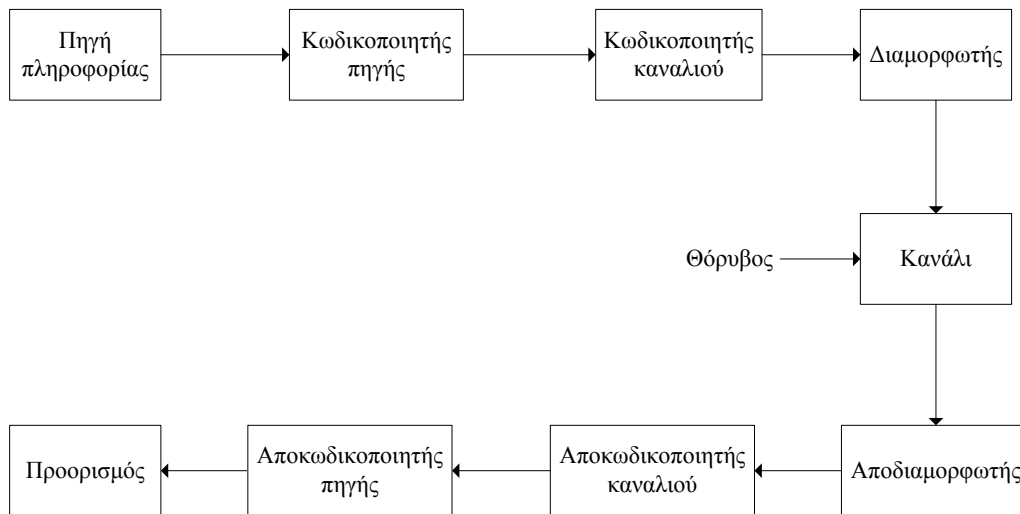 Πηγή
πληροφορίας
Κωδικοποιητής
πηγής
Κωδικοποιητής
καναλιού
Διαμορφωτής
Θόρυβος
Κανάλι
Προορισμός
Αποκωδικοποιητής
πηγής
Αποκωδικοποιητής
καναλιού
Αποδιαμορφωτής